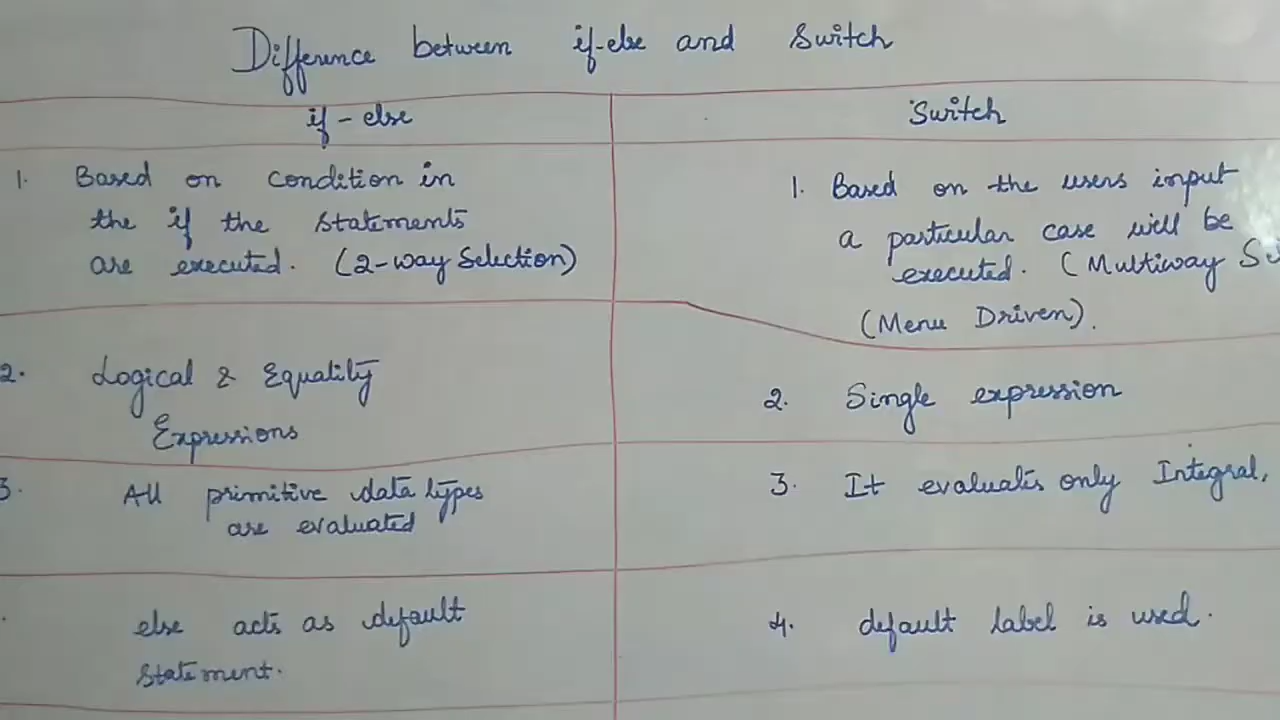 Difference between if-else and Switch
if - else
Switch
1. Based on condition in
the if the statements
are executed. (2-way Selection)
1. Based on the users input
a particular case will be
executed. (Multiway
(Menu Driven).
2. Logical & Equality
Expressions
2. Single expression
3. All primitive data types
are evaluated
3. It evaluates only Integral,
else acts as default
statement.
4. default label is used.